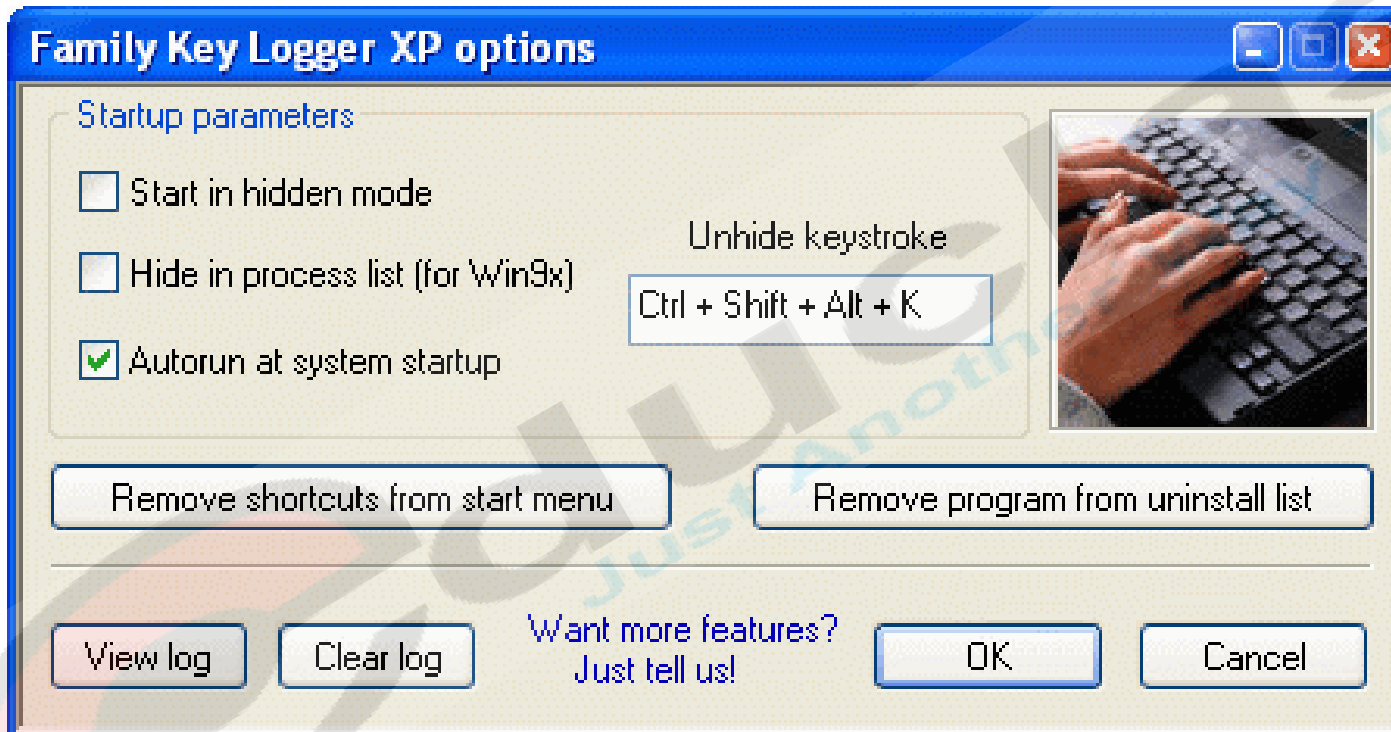 Family Key Logger XP options
Startup parameters
Start in hidden mode
Hide in process list (for Win9x)
Autorun at system startup
Unhide keystroke
Ctrl + Shift + Alt + K
Remove shortcuts from start menu
Remove program from uninstall list
View log
Clear log
Want more features?
Just tell us!
OK
Cancel
Just Another